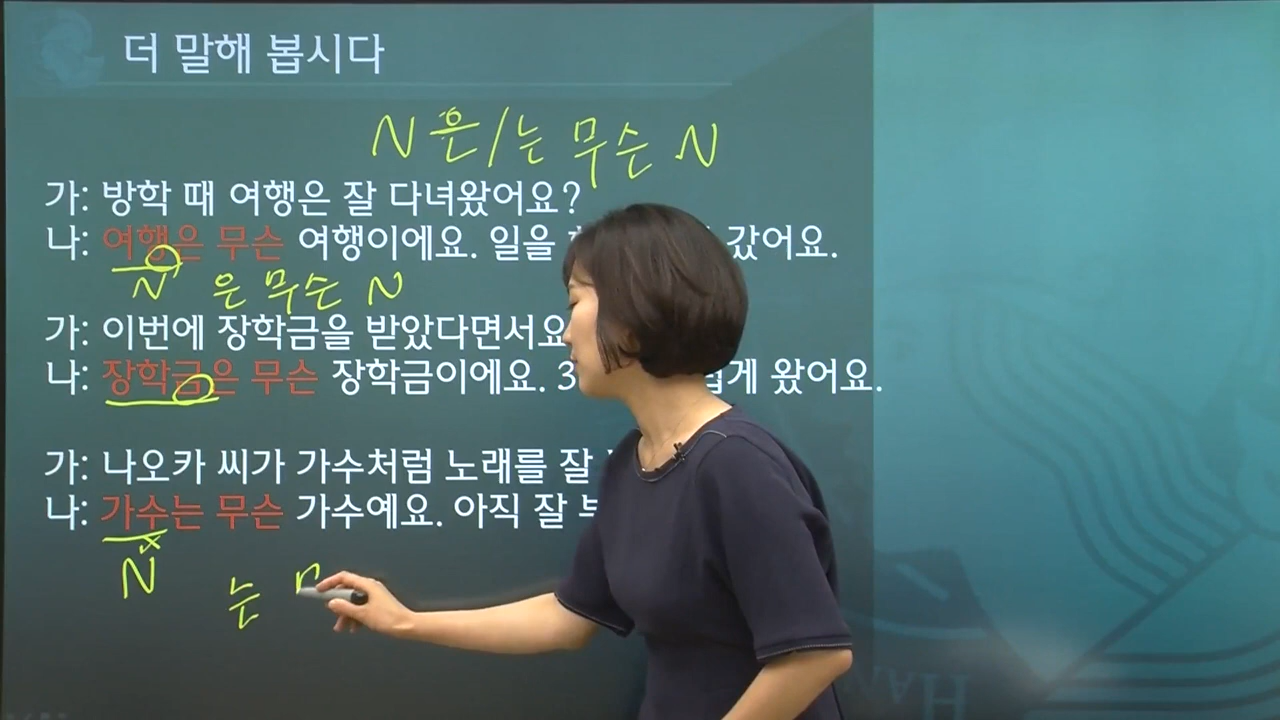 더 말해 봅시다
N 은/는 무슨 N
가: 방학 때 여행은 잘 다녀왔어요?
나: 여행은 무슨 여행이에요. 일을 갔어요.
N 은 무슨 N
가: 이번에 장학금을 받았다면서요
나: 장학금은 무슨 장학금이에요. 3 왔어요.
가: 나오카 씨가 가수처럼 노래를 잘
나: 가수는 무슨 가수예요. 아직 잘
N 는
HAN